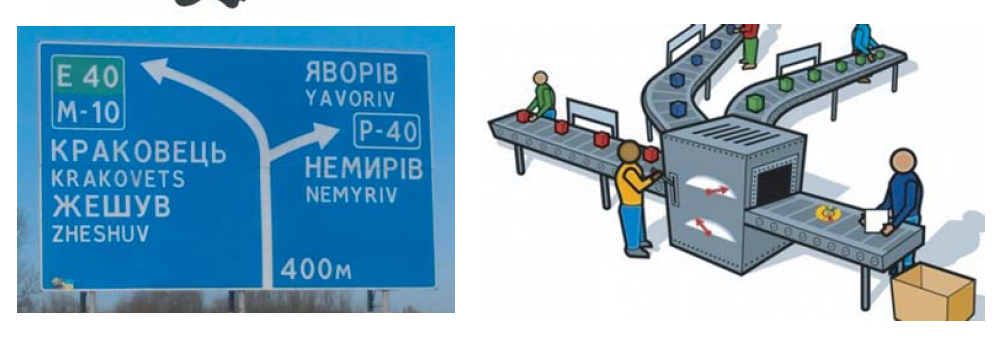 E 40
M-10
КРАКОВЕЦЬ
KRAKOVETS
ЖЕШУВ
ZHESHUV
ЯВОРІВ
YAVORIV
P-40
НЕМИРІВ
NEMYRIV
400м